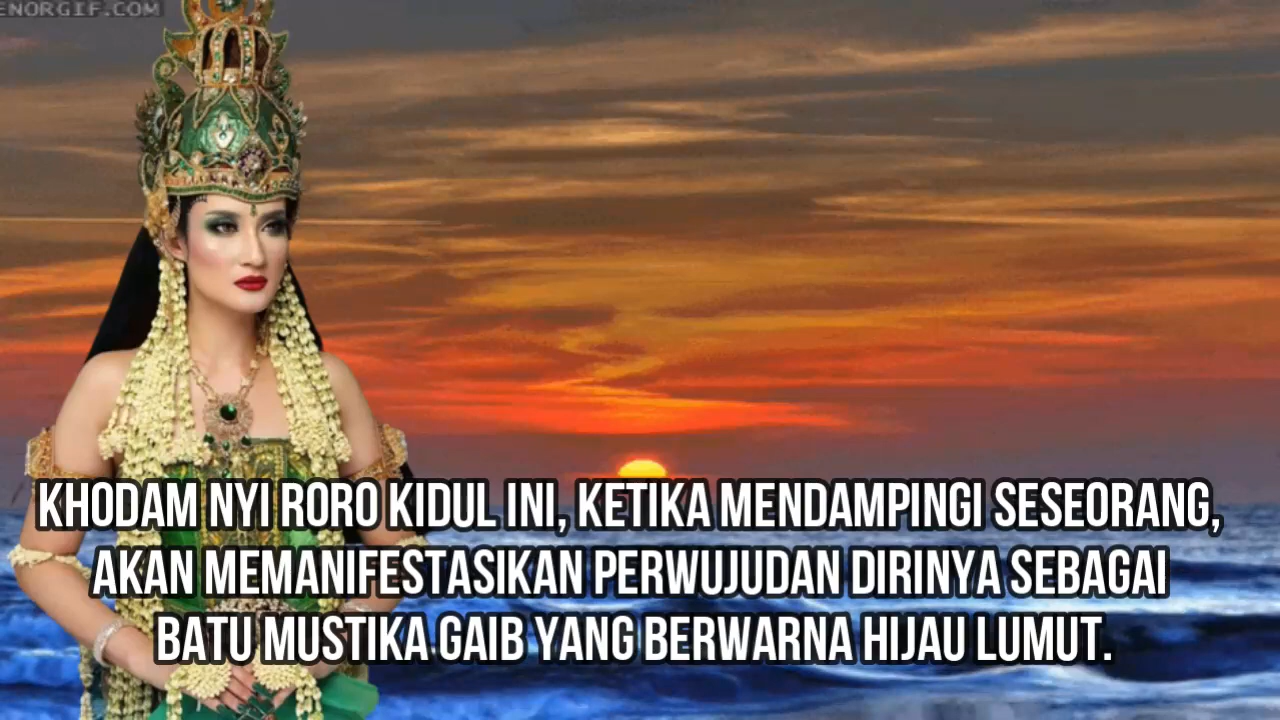 ENORGIF.COM
KHODAM NYI RORO KIDUL INI, KETIKA MENDAMPINGI SESEORANG,
AKAN MEMANIFESTASIKAN PERWUJUDAN DIRINYA SEBAGAI
BATU MUSTIKA GAIB YANG BERWARNA HIJAU LUMUT.